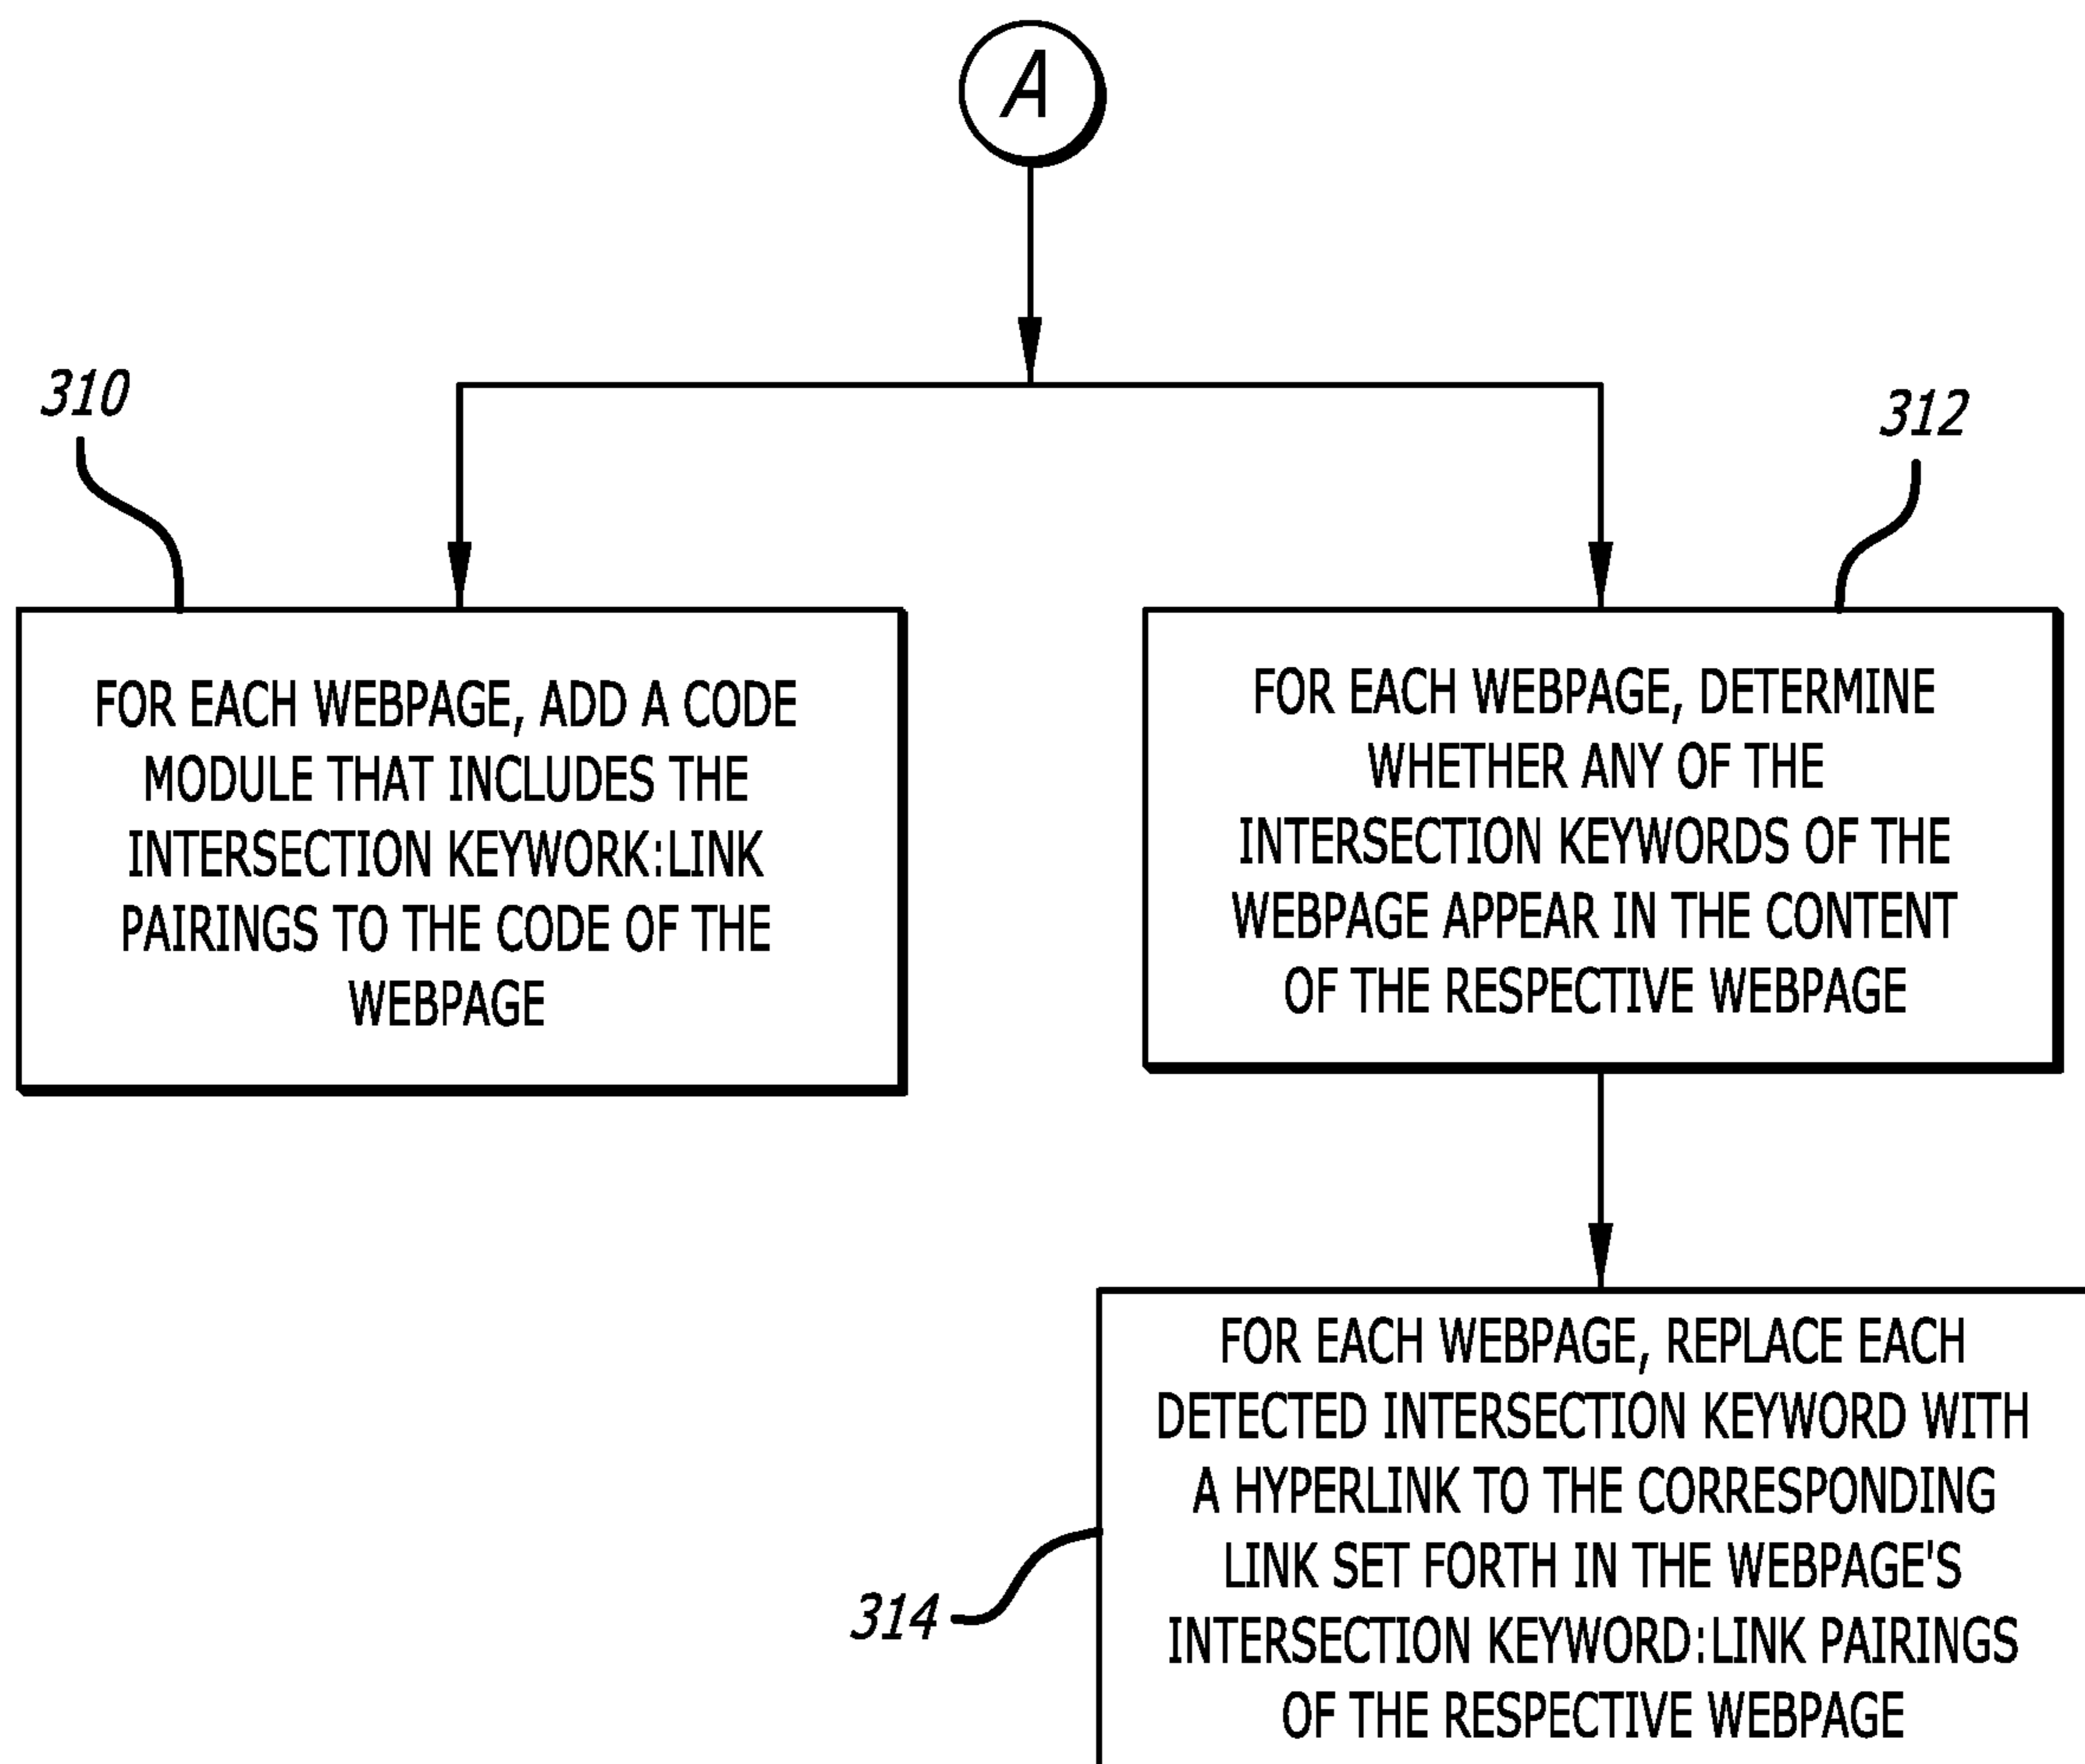 A
310
FOR EACH WEBPAGE, ADD A CODE
MODULE THAT INCLUDES THE
INTERSECTION KEYWORK:LINK
PAIRINGS TO THE CODE OF THE
WEBPAGE
312
FOR EACH WEBPAGE, DETERMINE
WHETHER ANY OF THE
INTERSECTION KEYWORDS OF THE
WEBPAGE APPEAR IN THE CONTENT
OF THE RESPECTIVE WEBPAGE
314
FOR EACH WEBPAGE, REPLACE EACH
DETECTED INTERSECTION KEYWORD WITH
A HYPERLINK TO THE CORRESPONDING
LINK SET FORTH IN THE WEBPAGE'S
INTERSECTION KEYWORD:LINK PAIRINGS
OF THE RESPECTIVE WEBPAGE